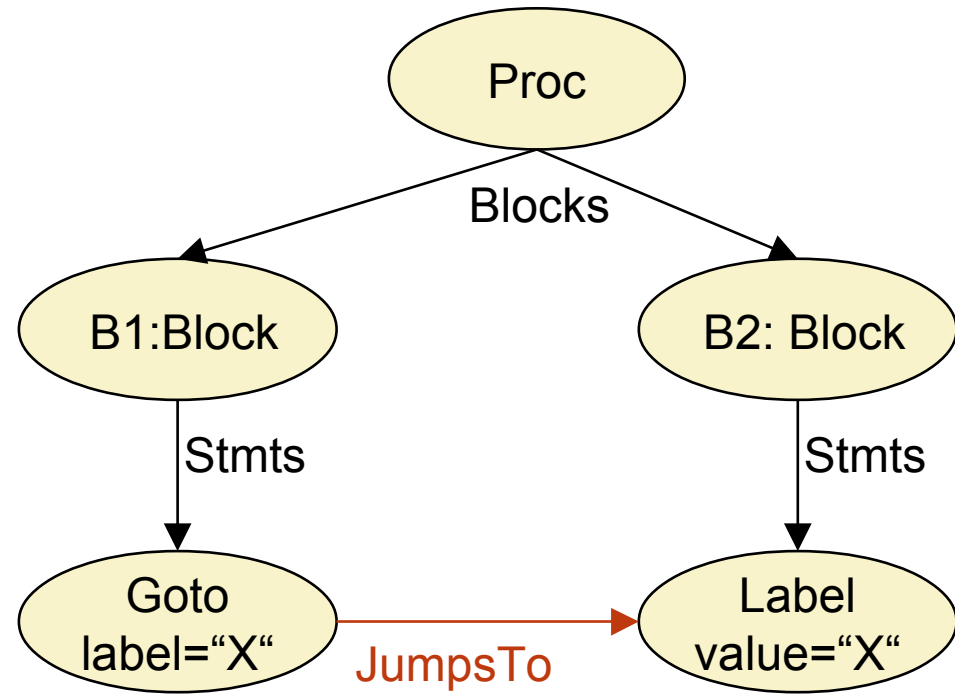 Proc
Blocks
B1:Block
B2: Block
Stmts
Stmts
Goto
label=“X“
JumpsTo
Label
value=“X“